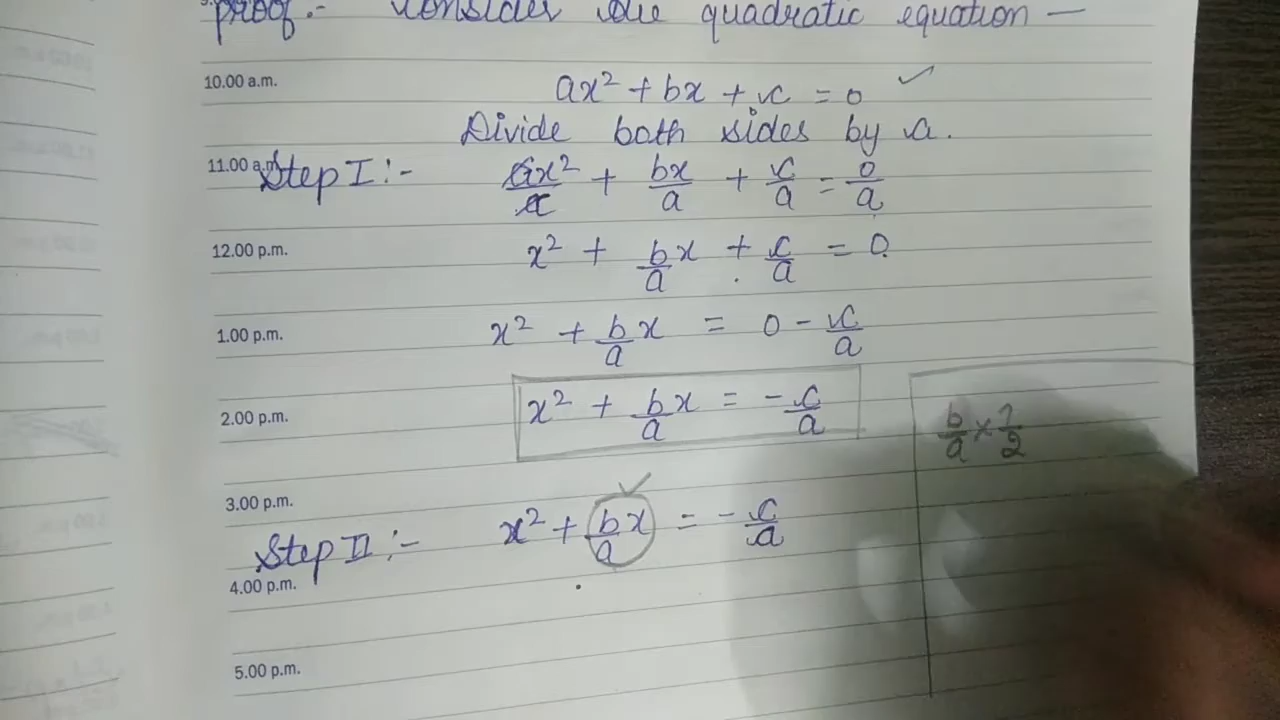 proof :- Consider the quadratic equation —
10.00 a.m.
ax² + bx + c = 0 ✓
Divide both sides by a.
11.00 a.m.
Step I :- ax²/a + bx/a + c/a = 0/a
12.00 p.m.
x² + b/a x + c/a = 0
1.00 p.m.
x² + b/a x = 0 - c/a
2.00 p.m.
x² + b/a x = - c/a
b/a × 1/2
3.00 p.m.
Step II :- x² + bx/a = - c/a
4.00 p.m.
5.00 p.m.